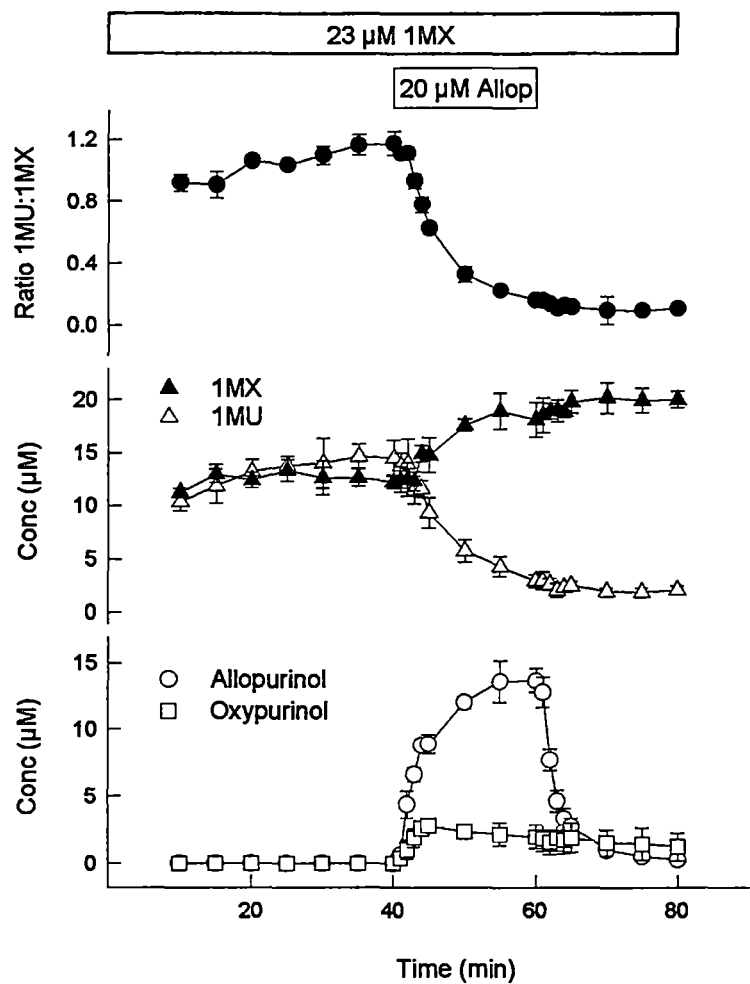 23 µM 1MX
20 µM Allop
Ratio 1MU:1MX
1.2
0.8
0.4
0.0
1MX
1MU
Conc (µM)
20
15
10
5
0
Allopurinol
Oxypurinol
Conc (µM)
15
10
5
0
20
40
60
80
Time (min)